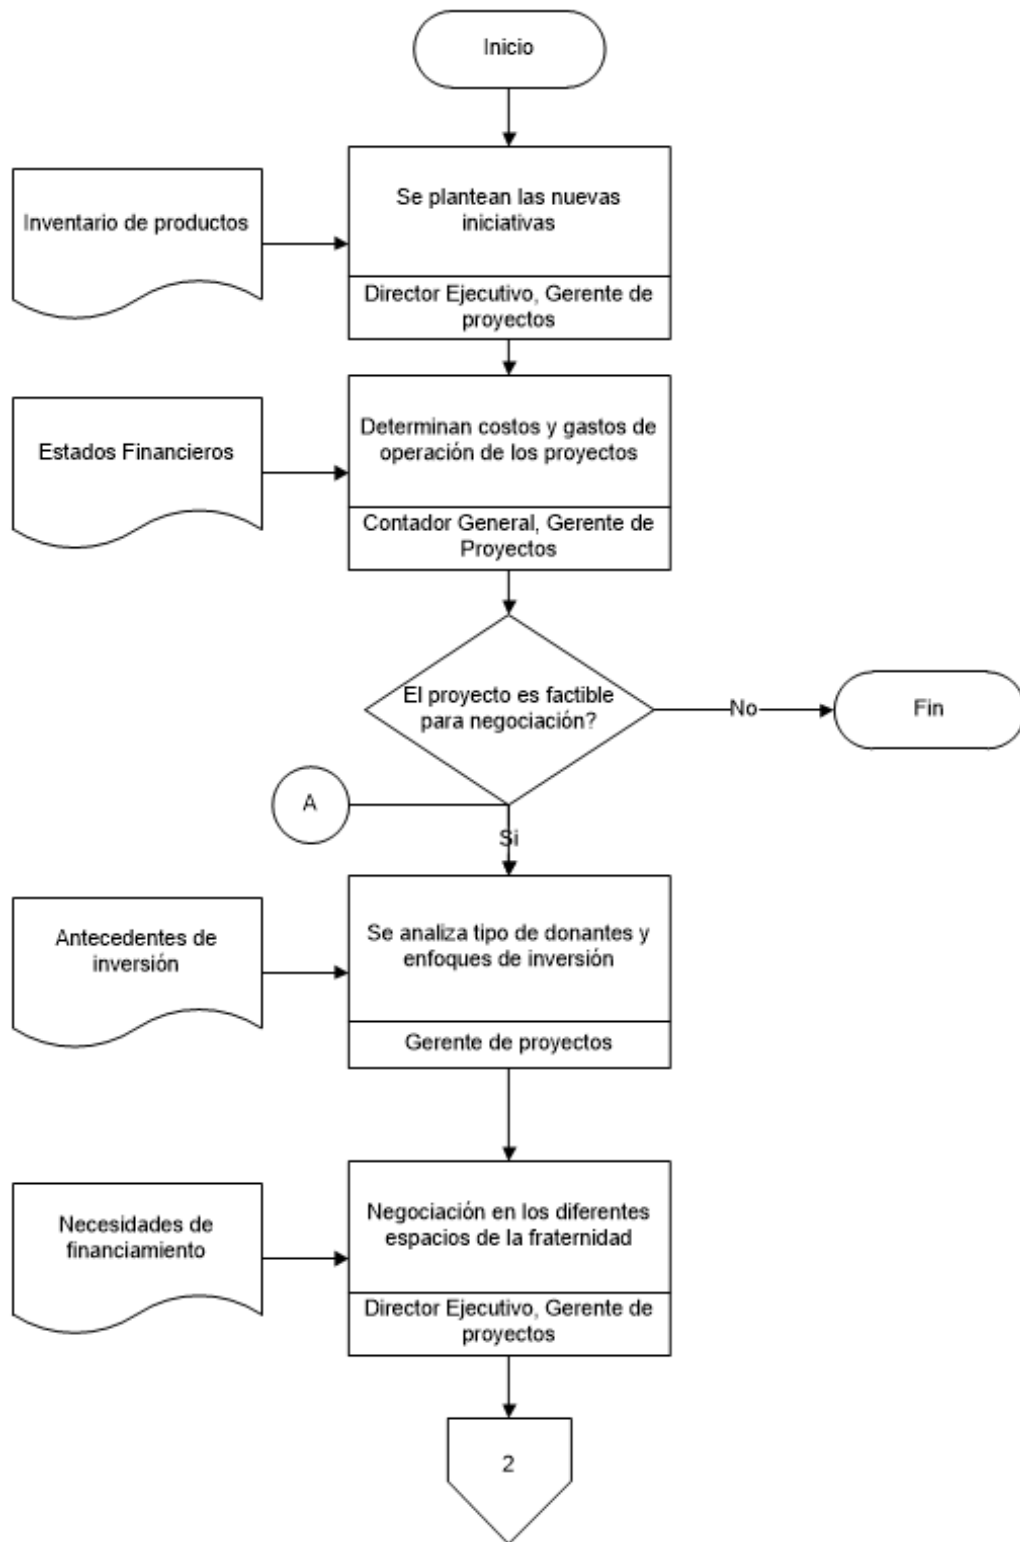 Inicio
Inventario de productos
Se plantean las nuevas
iniciativas
Director Ejecutivo, Gerente de
proyectos
Estados Financieros
Determinan costos y gastos de
operación de los proyectos
Contador General, Gerente de
Proyectos
El proyecto es factible
para negociación?
No
Fin
A
Si
Antecedentes de
inversión
Se analiza tipo de donantes y
enfoques de inversión
Gerente de proyectos
Necesidades de
financiamiento
Negociación en los diferentes
espacios de la fraternidad
Director Ejecutivo, Gerente de
proyectos
2